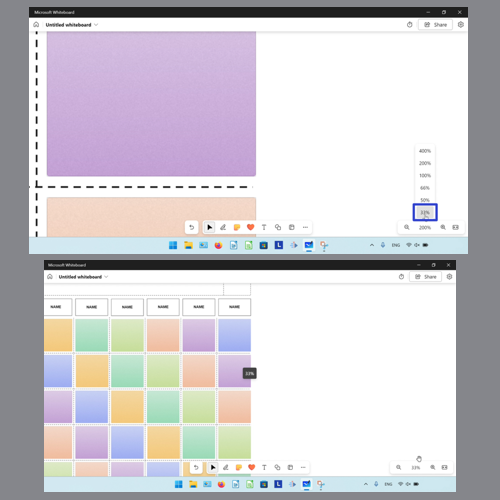 Microsoft Whiteboard
Untitled whiteboard
Share
400%
200%
100%
66%
50%
33%
200%
ENG
Microsoft Whiteboard
Untitled whiteboard
Share
NAME NAME NAME NAME NAME NAME
33%
33%
ENG